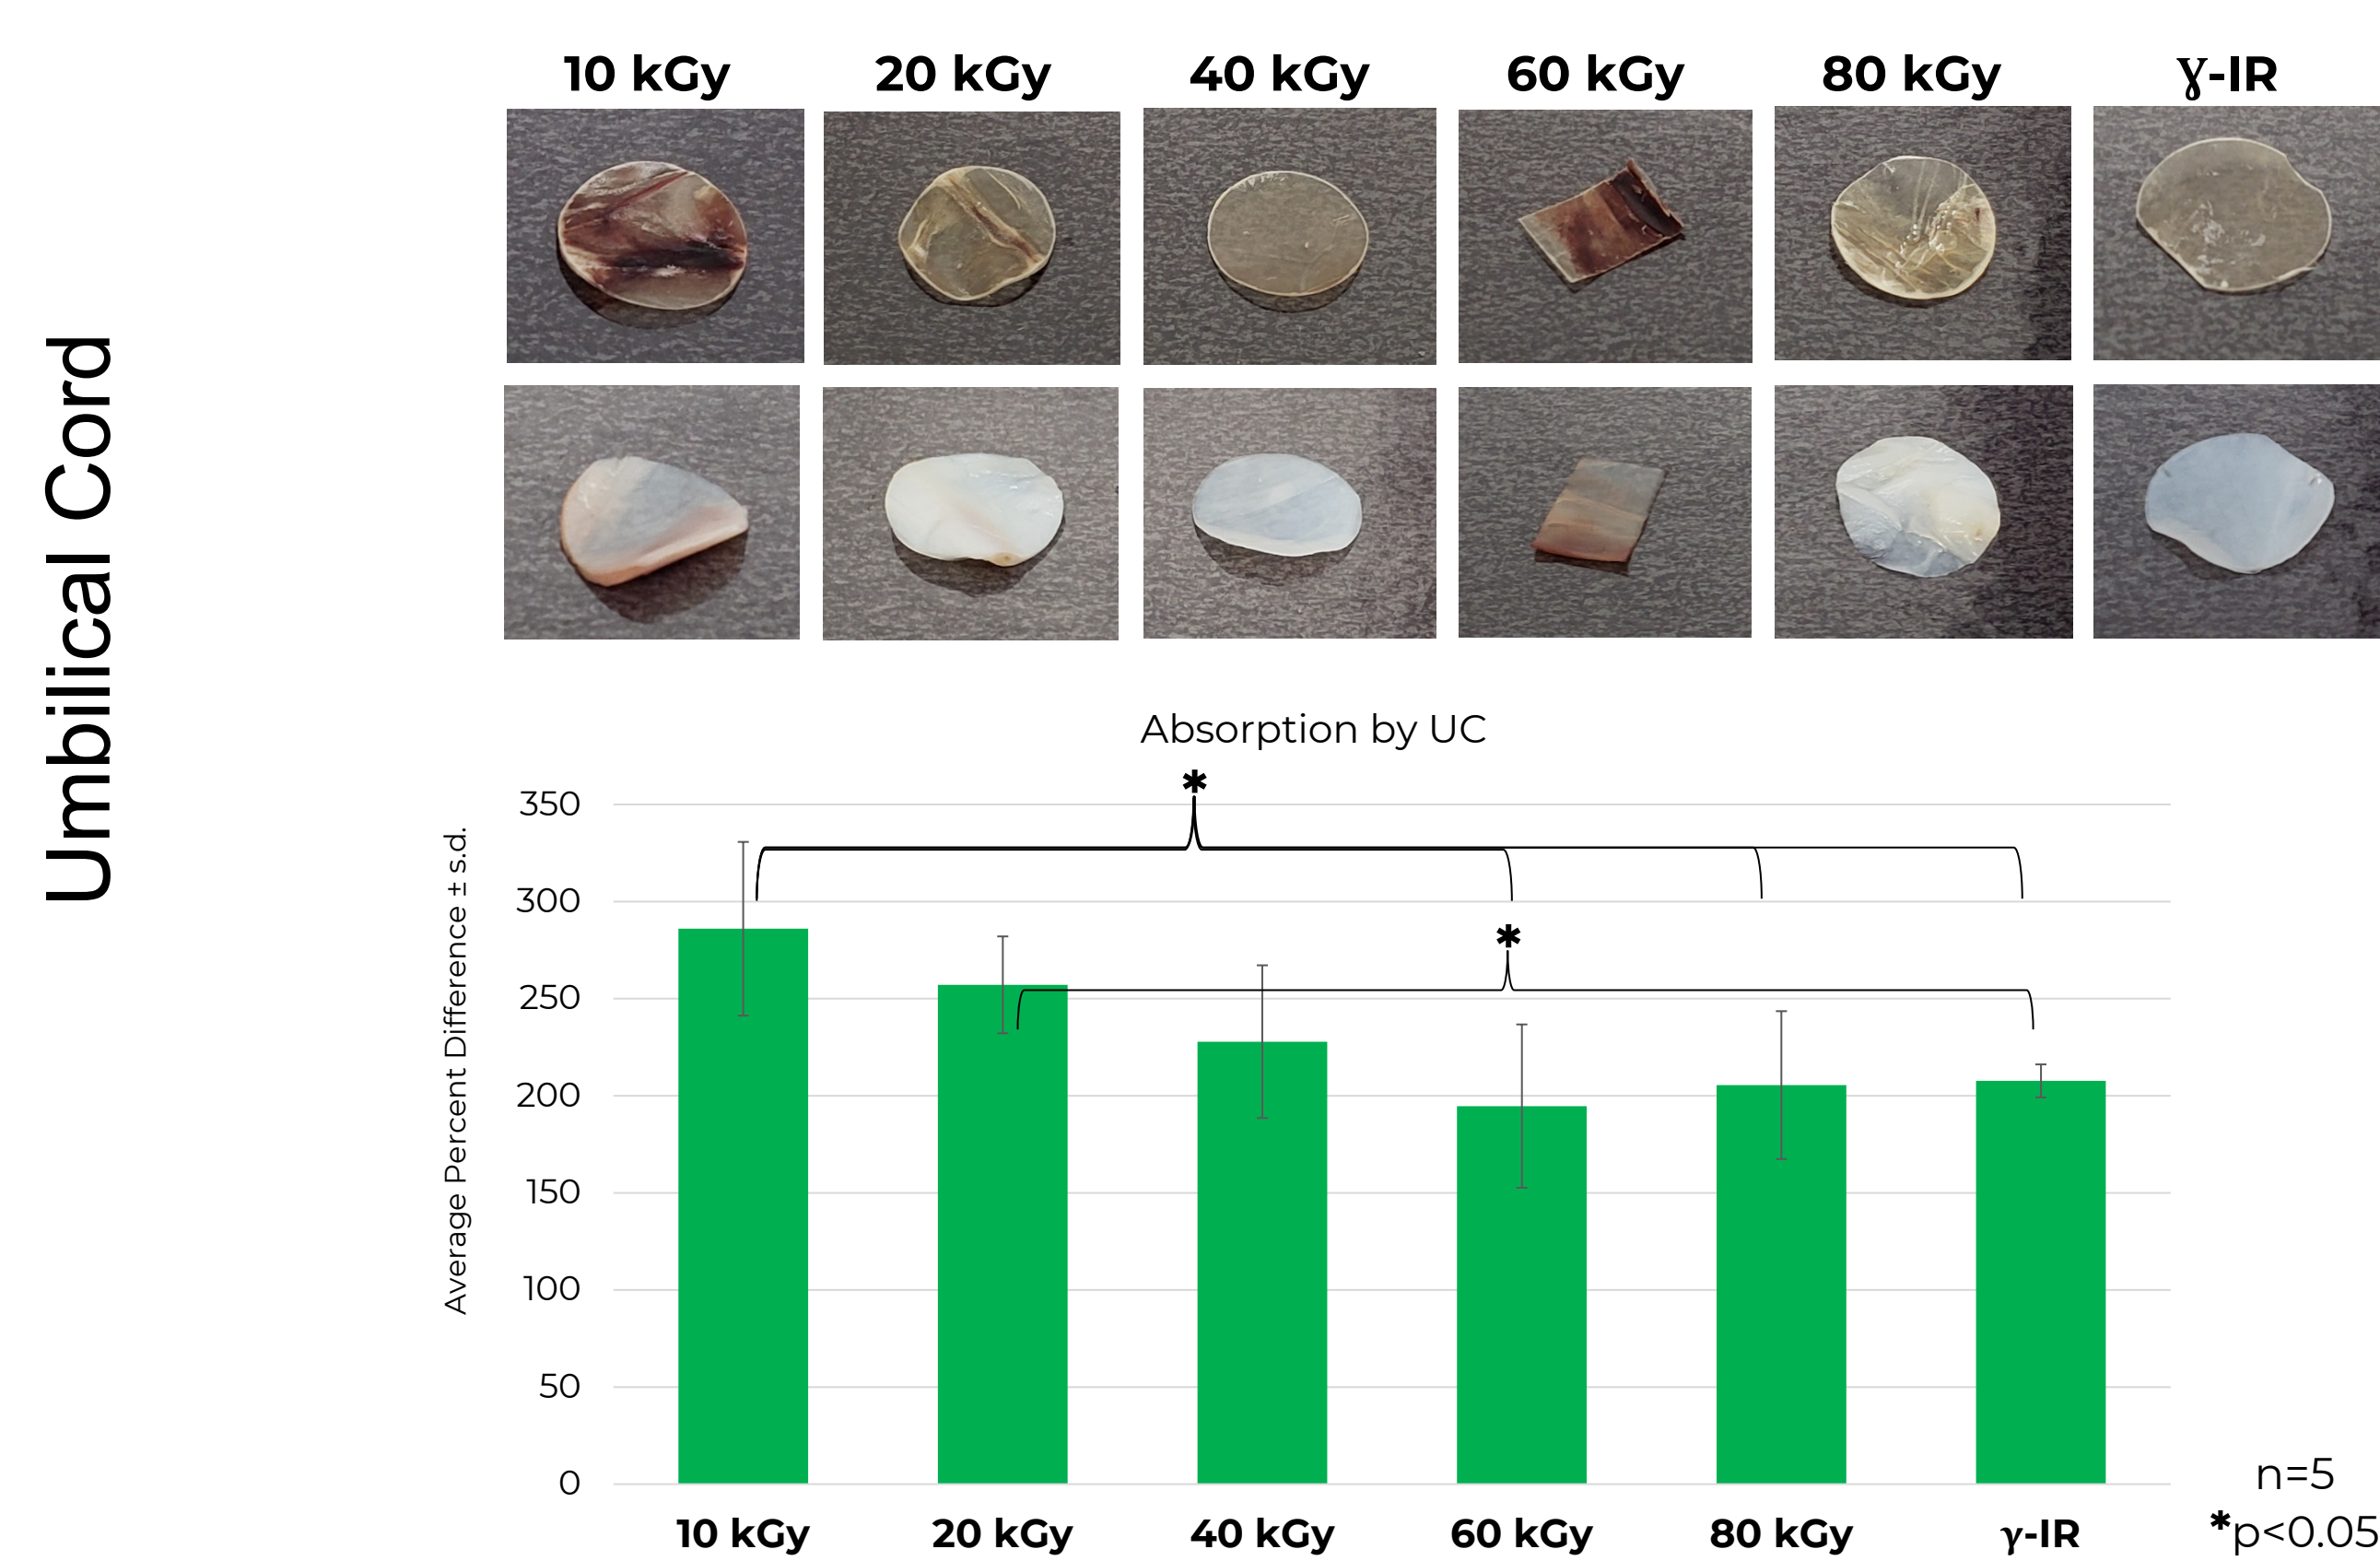 10 kGy 20 kGy 40 kGy 60 kGy 80 kGy Ɣ-IR
Umbilical Cord
Absorption by UC
*
350
300
*
250
200
150
100
50
0
Average Percent Difference ± s.d.
10 kGy 20 kGy 40 kGy 60 kGy 80 kGy γ-IR
n=5
*p<0.05